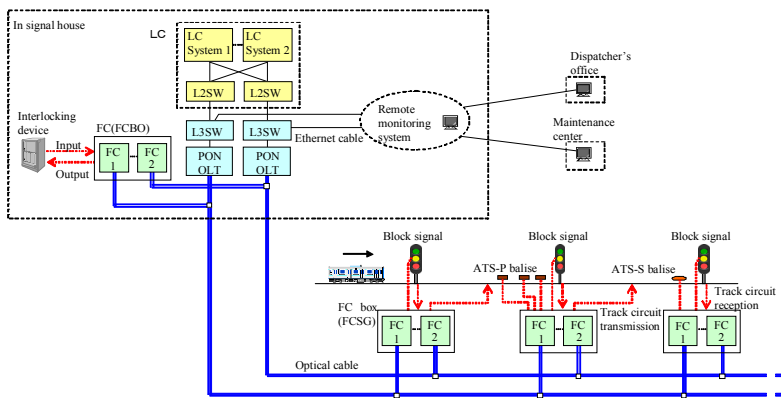 In signal house
LC
LC
System 1
LC
System 2
L2SW
L2SW
Dispatcher's
office
Interlocking
device
FC(FCBO)
Input
Output
FC
1
FC
2
L3SW
L3SW
Ethernet cable
PON
OLT
PON
OLT
Remote
monitoring
system
Maintenance
center
Block signal
Block signal
Block signal
ATS-P balise
ATS-S balise
Track circuit
reception
FC box
(FCSG)
FC
1
FC
2
FC
1
FC
2
Track circuit
transmission
FC
1
FC
2
Optical cable